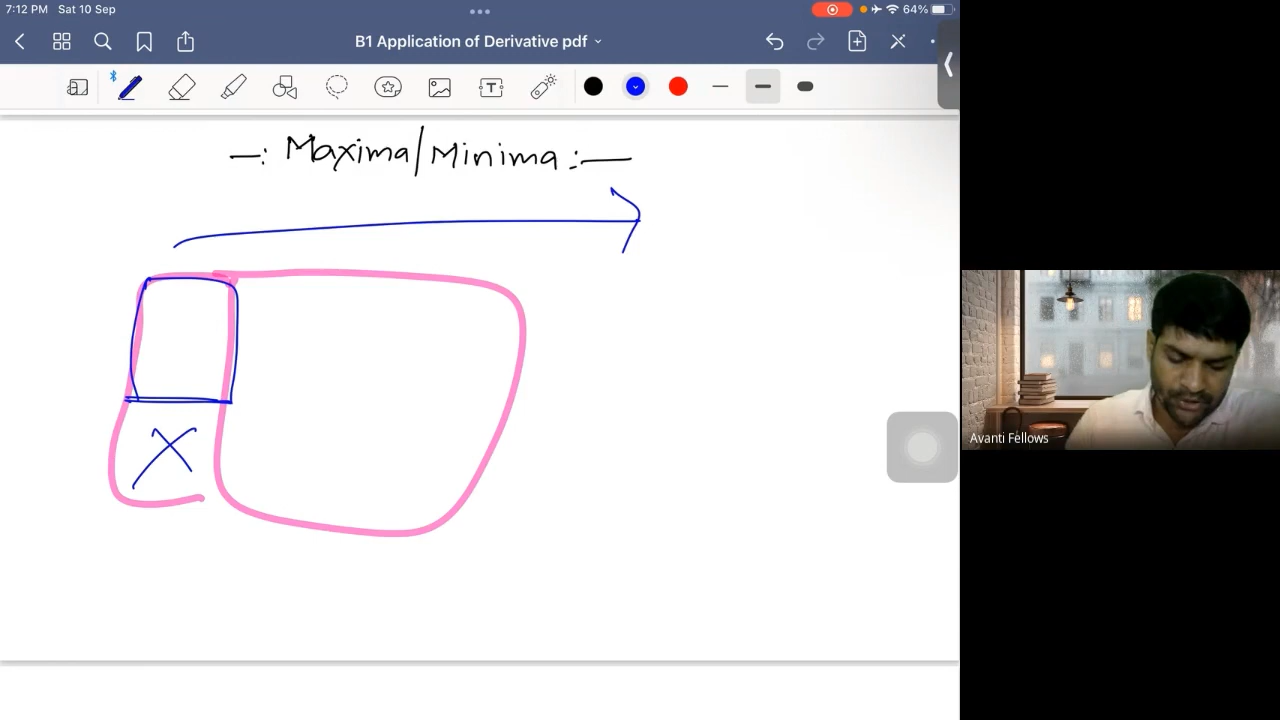 7:12 PM Sat 10 Sep
64%
B1 Application of Derivative pdf
T
—: Maxima/Minima :—
X
Avanti Fellows